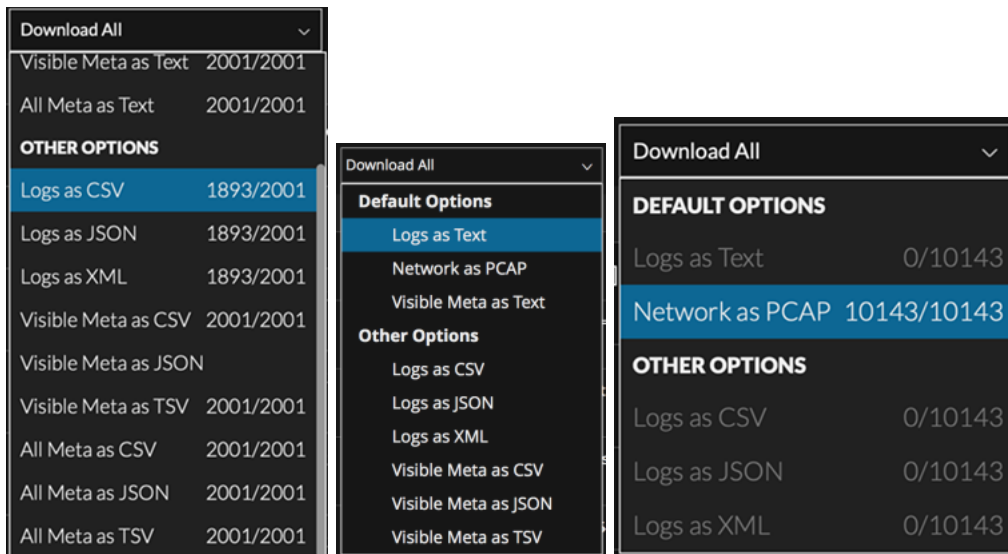 Download All
Visible Meta as Text 2001/2001
All Meta as Text 2001/2001
OTHER OPTIONS
Logs as CSV 1893/2001
Logs as JSON 1893/2001
Logs as XML 1893/2001
Visible Meta as CSV 2001/2001
Visible Meta as JSON
Visible Meta as TSV 2001/2001
All Meta as CSV 2001/2001
All Meta as JSON 2001/2001
All Meta as TSV 2001/2001
Download All
Default Options
Logs as Text
Network as PCAP
Visible Meta as Text
Other Options
Logs as CSV
Logs as JSON
Logs as XML
Visible Meta as CSV
Visible Meta as JSON
Visible Meta as TSV
Download All
DEFAULT OPTIONS
Logs as Text 0/10143
Network as PCAP 10143/10143
OTHER OPTIONS
Logs as CSV 0/10143
Logs as JSON 0/10143
Logs as XML 0/10143